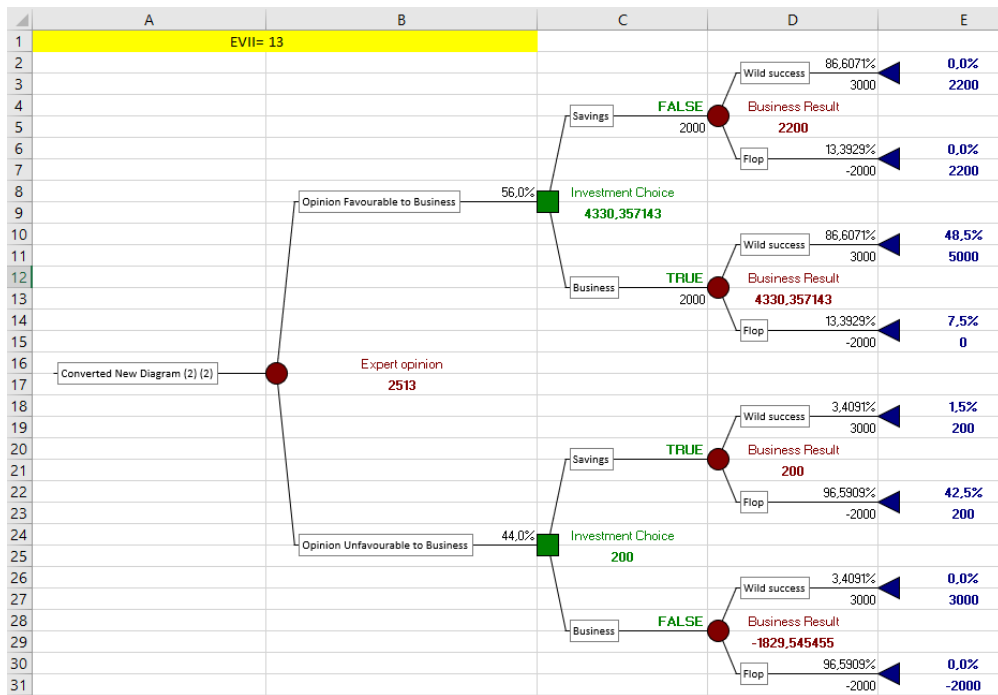 A B C D E
1 EVII= 13
2 Wild success 86,6071% 0,0%
3 3000 2200
4 Savings FALSE Business Result
5 2000 2200
6 Flop 13,3929% 0,0%
7 -2000 2200
8 Opinion Favourable to Business 56,0% Investment Choice
9 4330,357143
10 Wild success 86,6071% 48,5%
11 3000 5000
12 Business TRUE Business Result
13 2000 4330,357143
14 Flop 13,3929% 7,5%
15 -2000 0
16 Converted New Diagram (2) (2) Expert opinion
17 2513
18 Wild success 3,4091% 1,5%
19 3000 200
20 Savings TRUE Business Result
21 200
22 Flop 96,5909% 42,5%
23 -2000 200
24 Opinion Unfavourable to Business 44,0% Investment Choice
25 200
26 Wild success 3,4091% 0,0%
27 3000 3000
28 Business FALSE Business Result
29 -1829,545455
30 Flop 96,5909% 0,0%
31 -2000 -2000